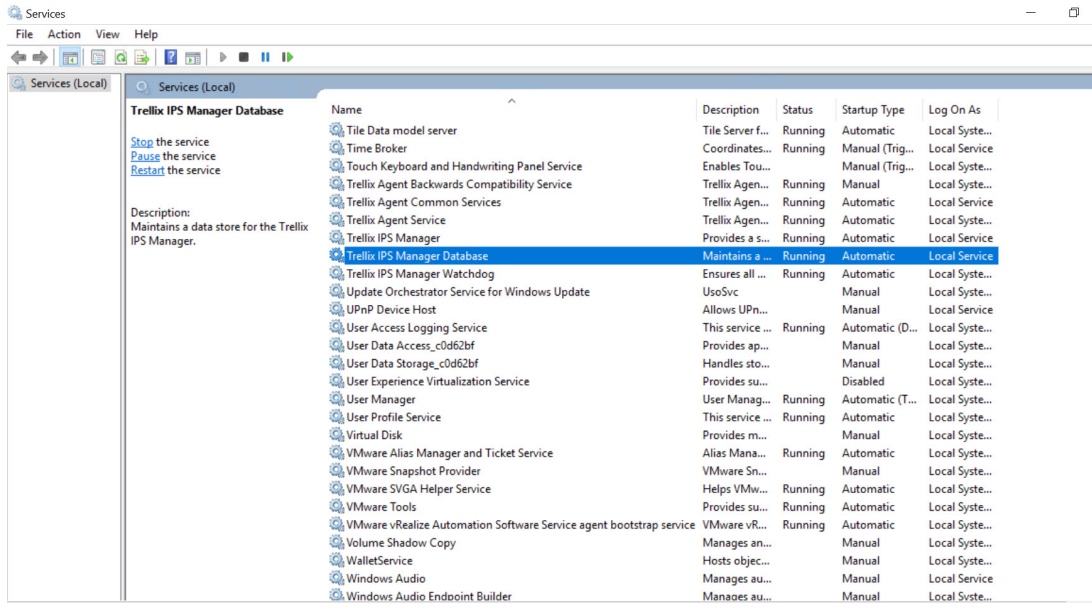 Services
File Action View Help
Services (Local)
Services (Local)
Trellix IPS Manager Database
Stop the service
Pause the service
Restart the service
Description:
Maintains a data store for the Trellix
IPS Manager.
Name Description Status Startup Type Log On As
Tile Data model server Tile Server f... Running Automatic Local Syste...
Time Broker Coordinates... Running Manual (Trig... Local Service
Touch Keyboard and Handwriting Panel Service Enables Tou... Manual (Trig... Local Syste...
Trellix Agent Backwards Compatibility Service Trellix Agen... Running Manual Local Syste...
Trellix Agent Common Services Trellix Agen... Running Automatic Local Service
Trellix Agent Service Trellix Agen... Running Automatic Local Syste...
Trellix IPS Manager Provides a s... Running Automatic Local Service
Trellix IPS Manager Database Maintains a ... Running Automatic Local Service
Trellix IPS Manager Watchdog Ensures all ... Running Automatic Local Syste...
Update Orchestrator Service for Windows Update UsoSvc Manual Local Syste...
UPnP Device Host Allows UPn... Manual Local Service
User Access Logging Service This service ... Running Automatic (D... Local Syste...
User Data Access_c0d62bf Provides ap... Manual Local Syste...
User Data Storage_c0d62bf Handles sto... Manual Local Syste...
User Experience Virtualization Service Provides su... Disabled Local Syste...
User Manager User Manag... Running Automatic (T... Local Syste...
User Profile Service This service ... Running Automatic Local Syste...
Virtual Disk Provides m... Manual Local Syste...
VMware Alias Manager and Ticket Service Alias Mana... Running Automatic Local Syste...
VMware Snapshot Provider VMware Sn... Manual Local Syste...
VMware SVGA Helper Service Helps VMw... Running Automatic Local Syste...
VMware Tools Provides su... Running Automatic Local Syste...
VMware vRealize Automation Software Service agent bootstrap service VMware vR... Running Automatic Local Syste...
Volume Shadow Copy Manages an... Manual Local Syste...
WalletService Hosts objec... Manual Local Syste...
Windows Audio Manages au... Manual Local Service
Windows Audio Endpoint Builder Manages au... Manual Local Syste...